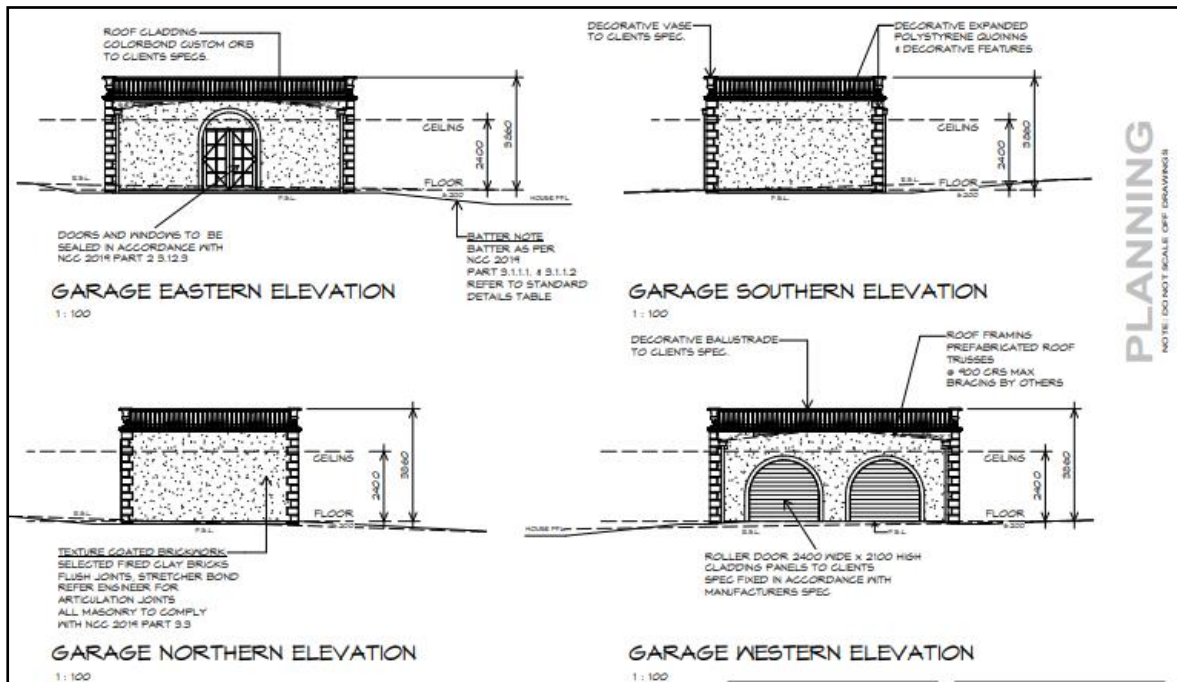 ROOF CLADDING
COLORBOND CUSTOM ORB
TO CLIENTS SPECS.
CEILING
2400
3860
E.S.L.
FLOOR
F.S.L.
HOUSE FFL
DOORS AND WINDOWS TO BE
SEALED IN ACCORDANCE WITH
NCC 2019 PART 2 3.12.3
BATTER NOTE
BATTER AS PER
NCC 2019
PART 3.1.1.1. & 3.1.1.2
REFER TO STANDARD
DETAILS TABLE
GARAGE EASTERN ELEVATION
1 : 100
DECORATIVE VASE
TO CLIENTS SPEC.
DECORATIVE EXPANDED
POLYSTYRENE QUOINING
& DECORATIVE FEATURES
CEILING
2400
3860
E.S.L.
FLOOR
F.S.L.
GARAGE SOUTHERN ELEVATION
1 : 100
PLANNING
NOTE: DO NOT SCALE OFF DRAWINGS
CEILING
2400
3860
E.S.L.
FLOOR
F.S.L.
TEXTURE COATED BRICKWORK
SELECTED FIRED CLAY BRICKS
FLUSH JOINTS, STRETCHER BOND
REFER ENGINEER FOR
ARTICULATION JOINTS
ALL MASONRY TO COMPLY
WITH NCC 2019 PART 3.3
GARAGE NORTHERN ELEVATION
1 : 100
DECORATIVE BALUSTRADE
TO CLIENTS SPEC.
ROOF FRAMING
PREFABRICATED ROOF
TRUSSES
@ 900 CRS MAX
BRACING BY OTHERS
CEILING
2400
3860
FLOOR
HOUSE FFL
E.S.L.
F.S.L.
ROLLER DOOR 2400 WIDE x 2100 HIGH
CLADDING PANELS TO CLIENTS
SPEC FIXED IN ACCORDANCE WITH
MANUFACTURERS SPEC
GARAGE WESTERN ELEVATION
1 : 100